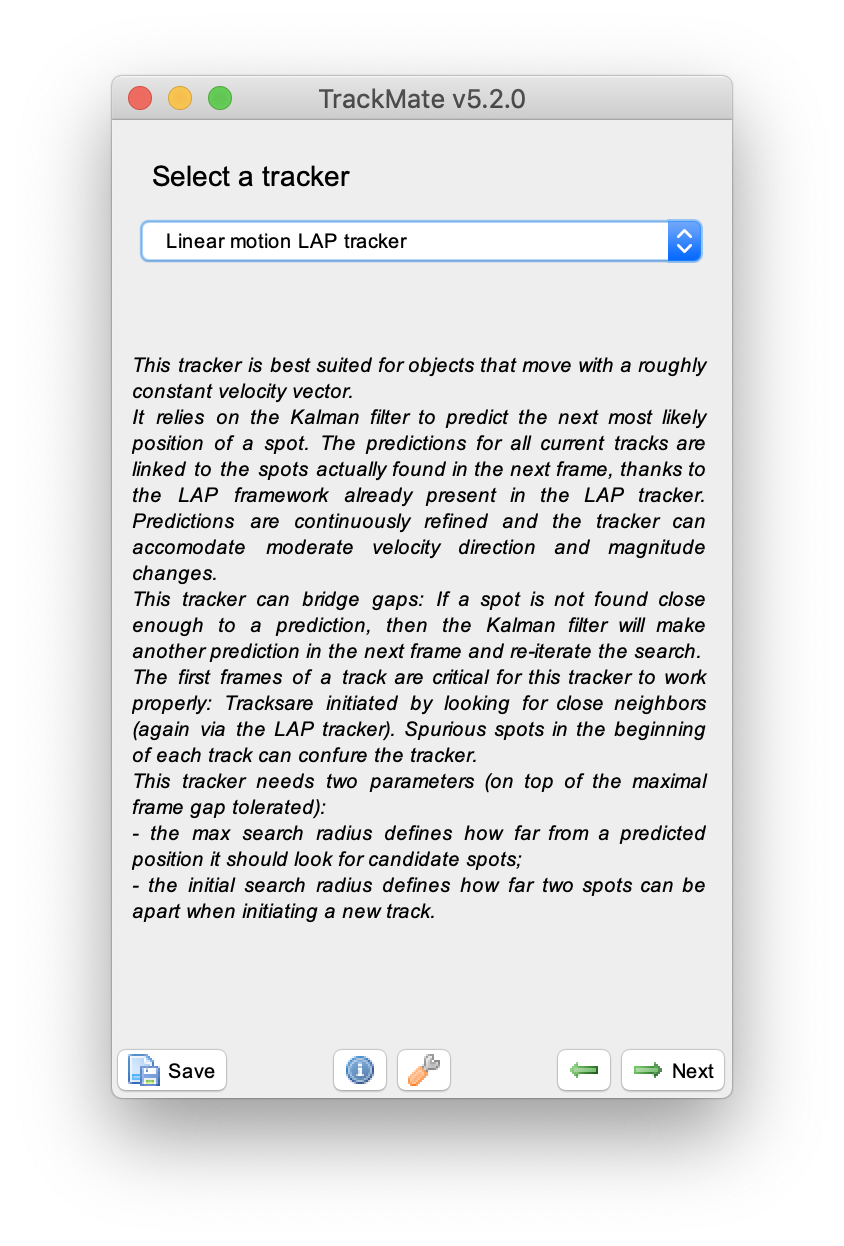 TrackMate v5.2.0
Select a tracker
Linear motion LAP tracker
This tracker is best suited for objects that move with a roughly
constant velocity vector.
It relies on the Kalman filter to predict the next most likely
position of a spot. The predictions for all current tracks are
linked to the spots actually found in the next frame, thanks to
the LAP framework already present in the LAP tracker.
Predictions are continuously refined and the tracker can
accomodate moderate velocity direction and magnitude
changes.
This tracker can bridge gaps: If a spot is not found close
enough to a prediction, then the Kalman filter will make
another prediction in the next frame and re-iterate the search.
The first frames of a track are critical for this tracker to work
properly: Tracksare initiated by looking for close neighbors
(again via the LAP tracker). Spurious spots in the beginning
of each track can confure the tracker.
This tracker needs two parameters (on top of the maximal
frame gap tolerated):
- the max search radius defines how far from a predicted
position it should look for candidate spots;
- the initial search radius defines how far two spots can be
apart when initiating a new track.
Save
Next